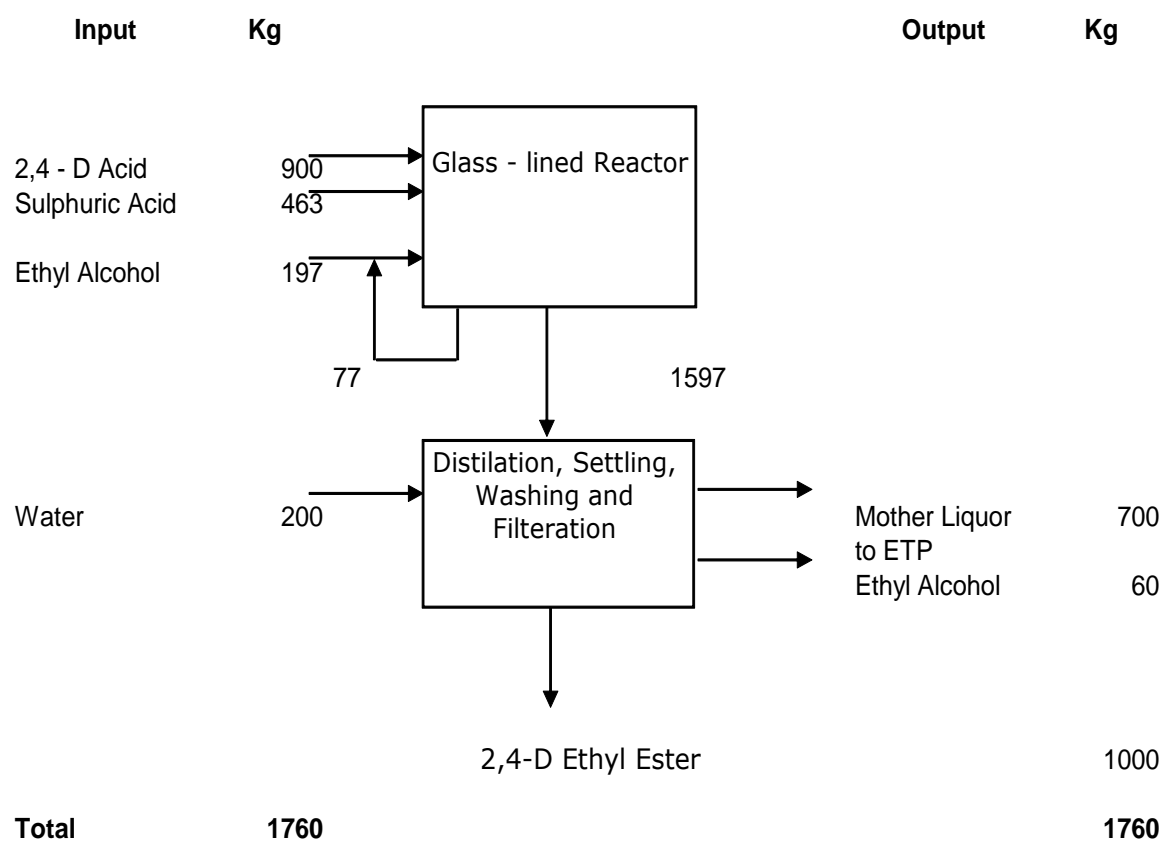 Input Kg Output Kg
Glass - lined Reactor
2,4 - D Acid 900
Sulphuric Acid 463
Ethyl Alcohol 197
77 1597
Distilation, Settling,
Washing and
Filteration
Water 200
Mother Liquor 700
to ETP
Ethyl Alcohol 60
2,4-D Ethyl Ester 1000
Total 1760 1760